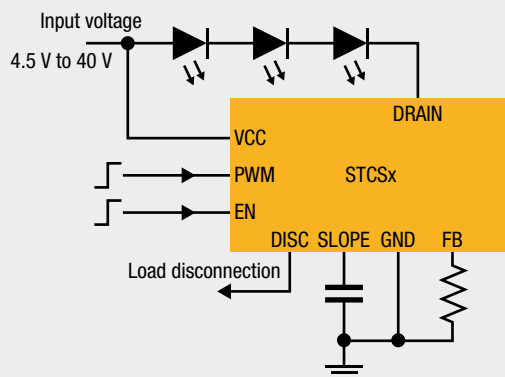 Input voltage
4.5 V to 40 V
DRAIN
VCC
PWM
STCSx
EN
DISC SLOPE GND FB
Load disconnection